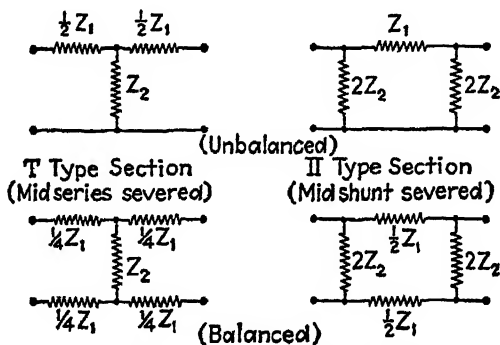 ½Z₁ ½Z₁ Z₁
Z₂ 2Z₂ 2Z₂
(Unbalanced)
T Type Section II Type Section
(Midseries severed) (Midshunt severed)
¼Z₁ ¼Z₁ ½Z₁
Z₂ 2Z₂ 2Z₂
¼Z₁ ¼Z₁ ½Z₁
(Balanced)